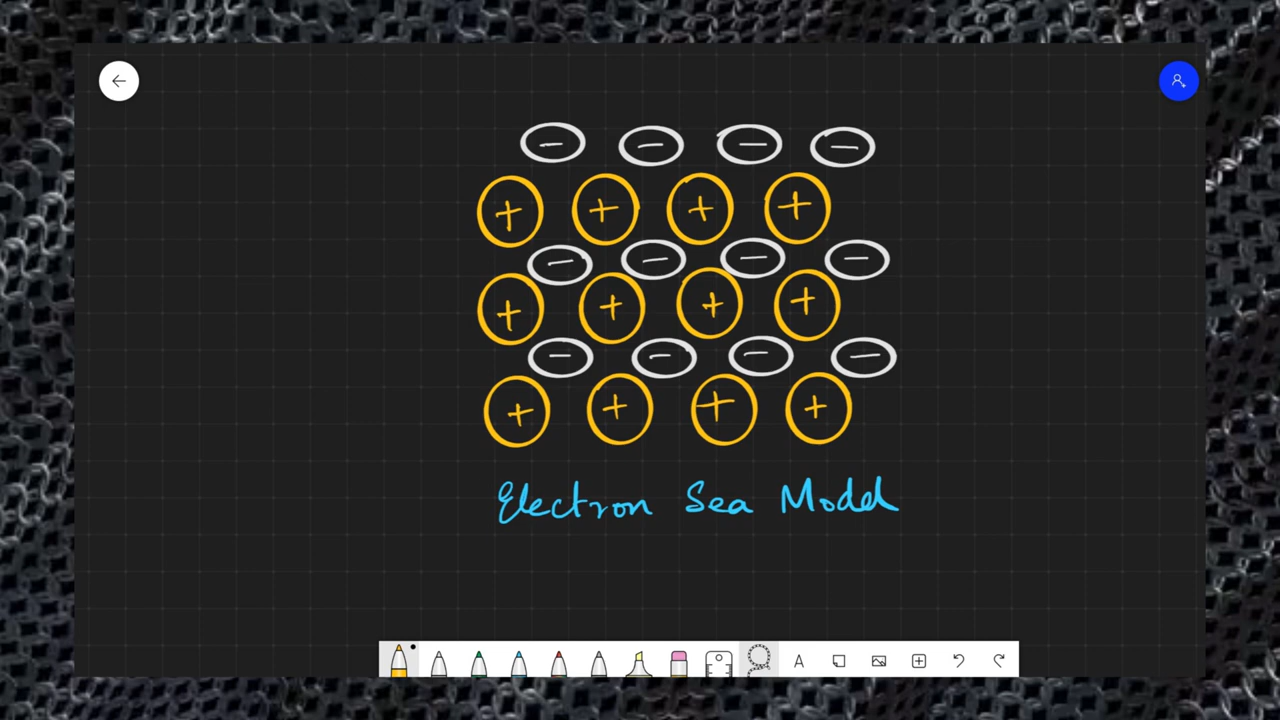 - - - -
+ + + +
- - - -
+ + + +
- - - -
+ + + +
Electron Sea Model
A